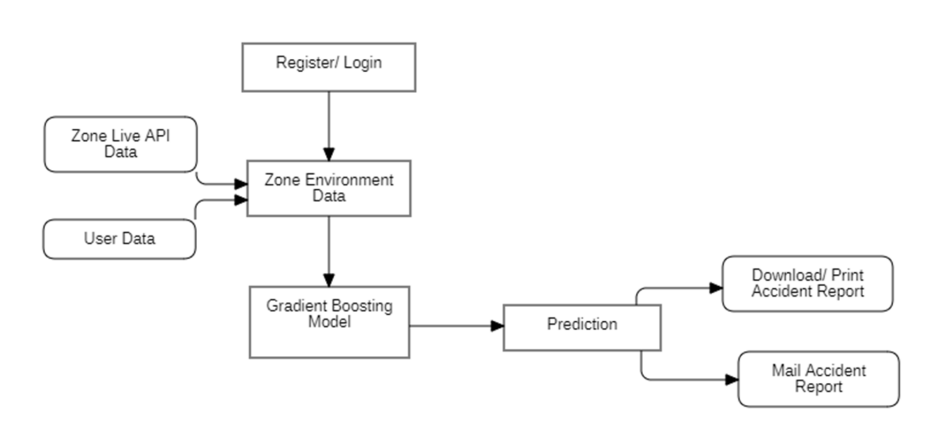 Register/ Login
Zone Live API
Data
Zone Environment
Data
User Data
Gradient Boosting
Model
Prediction
Download/ Print
Accident Report
Mail Accident
Report